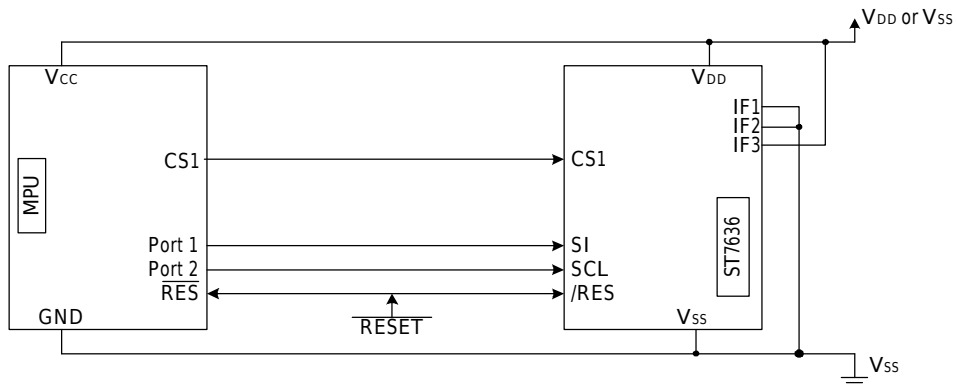 VDD or VSS
VCC
VDD
IF1
IF2
IF3
CS1
CS1
MPU
ST7636
Port 1
SI
Port 2
SCL
RES
/RES
GND
RESET
VSS
VSS